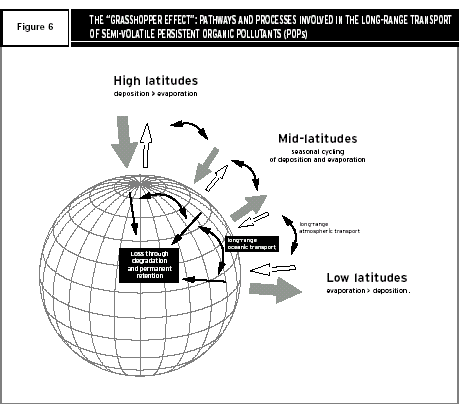 Figure 6
THE "GRASSHOPPER EFFECT": PATHWAYS AND PROCESSES INVOLVED IN THE LONG-RANGE TRANSPORT
OF SEMI-VOLATILE PERSISTENT ORGANIC POLLUTANTS (POPs)
High latitudes
deposition > evaporation
Mid-latitudes
seasonal cycling
of deposition and evaporation
long-range
atmospheric transport
long-range
oceanic transport
Loss through
degradation
and permanent
retention
Low latitudes
evaporation > deposition.